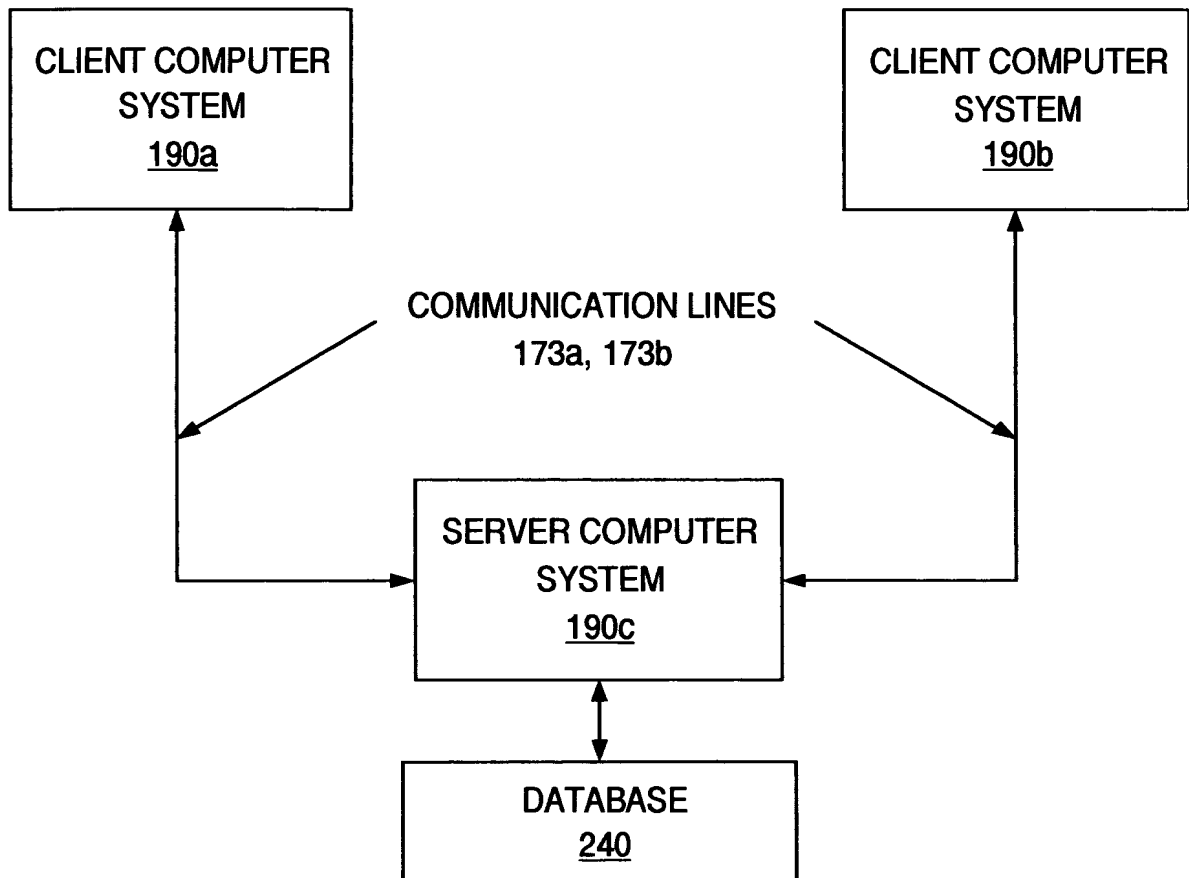 CLIENT COMPUTER
SYSTEM
190a
CLIENT COMPUTER
SYSTEM
190b
COMMUNICATION LINES
173a, 173b
SERVER COMPUTER
SYSTEM
190c
DATABASE
240